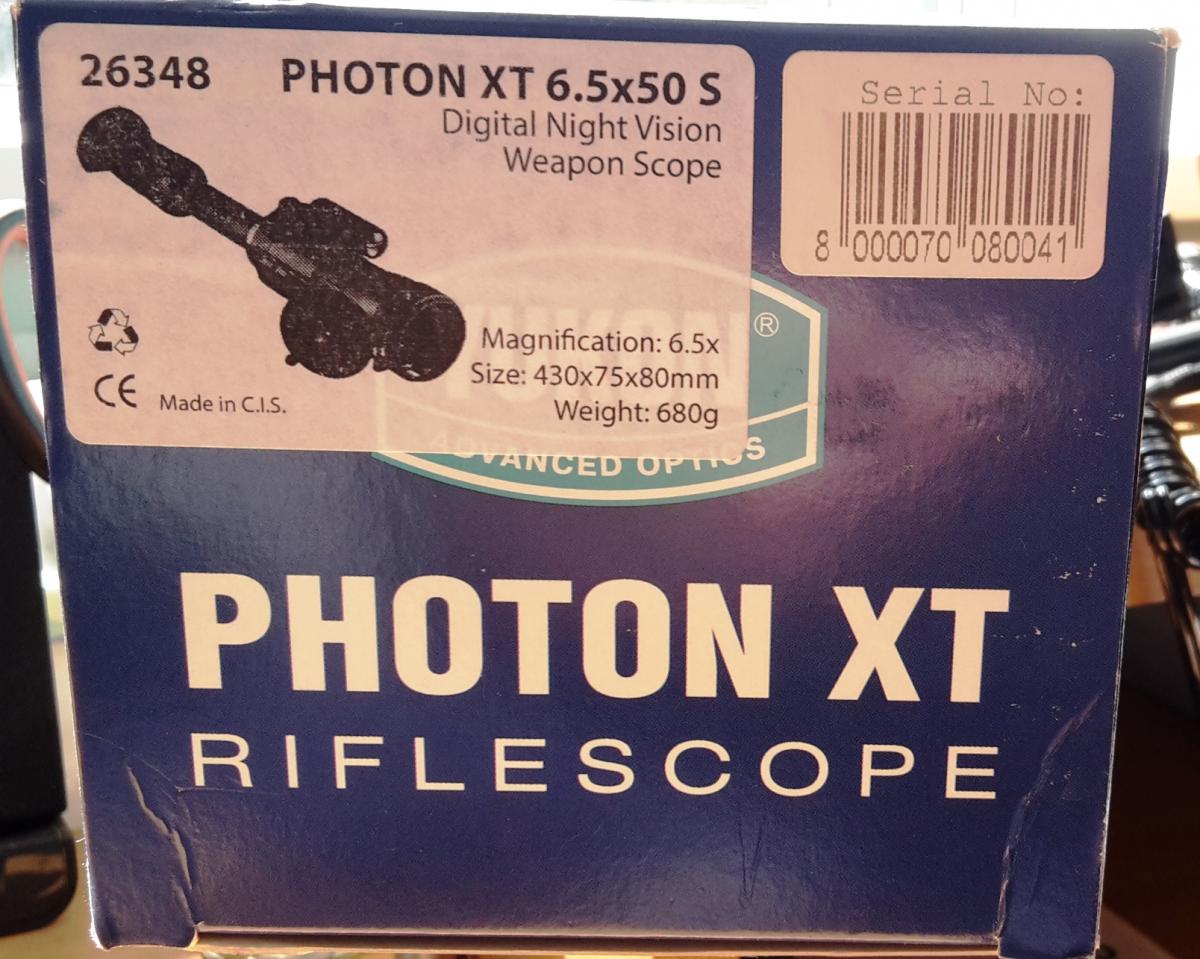 26348
PHOTON XT 6.5x50 S
Digital Night Vision
Weapon Scope
Magnification: 6.5x
Size: 430x75x80mm
Weight: 680g
CE
Made in C.I.S.
Serial No:
8 000070 080041
®
ADVANCED OPTICS
PHOTON XT
RIFLESCOPE